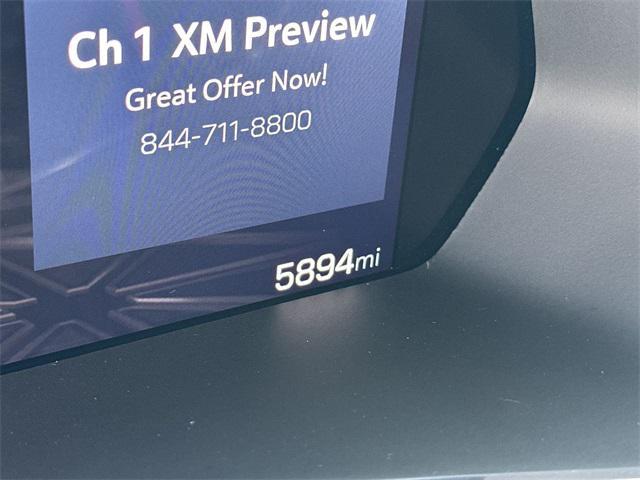 Ch 1 XM Preview
Great Offer Now!
844-711-8800
5894mi